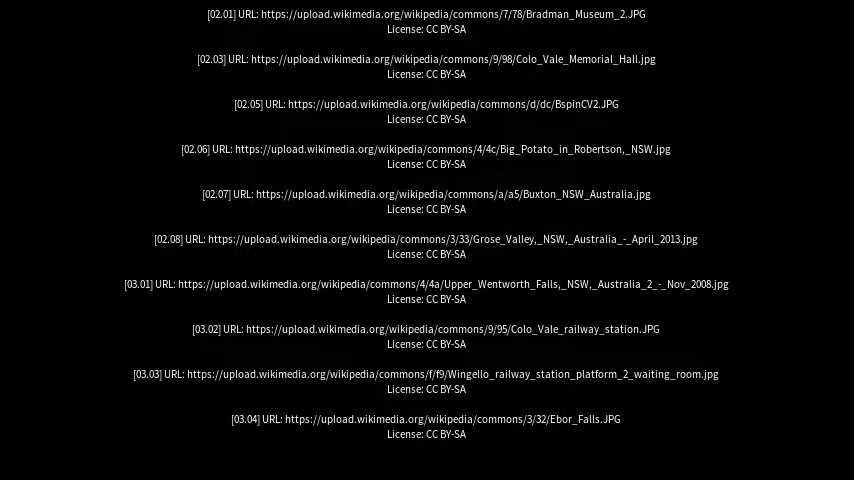 [02.01] URL: https://upload.wikimedia.org/wikipedia/commons/7/78/Bradman_Museum_2.JPG
License: CC BY-SA
[02.03] URL: https://upload.wikimedia.org/wikipedia/commons/9/98/Colo_Vale_Memorial_Hall.jpg
License: CC BY-SA
[02.05] URL: https://upload.wikimedia.org/wikipedia/commons/d/dc/BspinCV2.JPG
License: CC BY-SA
[02.06] URL: https://upload.wikimedia.org/wikipedia/commons/4/4c/Big_Potato_in_Robertson,_NSW.jpg
License: CC BY-SA
[02.07] URL: https://upload.wikimedia.org/wikipedia/commons/a/a5/Buxton_NSW_Australia.jpg
License: CC BY-SA
[02.08] URL: https://upload.wikimedia.org/wikipedia/commons/3/33/Grose_Valley,_NSW,_Australia_-_April_2013.jpg
License: CC BY-SA
[03.01] URL: https://upload.wikimedia.org/wikipedia/commons/4/4a/Upper_Wentworth_Falls,_NSW,_Australia_2_-_Nov_2008.jpg
License: CC BY-SA
[03.02] URL: https://upload.wikimedia.org/wikipedia/commons/9/95/Colo_Vale_railway_station.JPG
License: CC BY-SA
[03.03] URL: https://upload.wikimedia.org/wikipedia/commons/f/f9/Wingello_railway_station_platform_2_waiting_room.jpg
License: CC BY-SA
[03.04] URL: https://upload.wikimedia.org/wikipedia/commons/3/32/Ebor_Falls.JPG
License: CC BY-SA